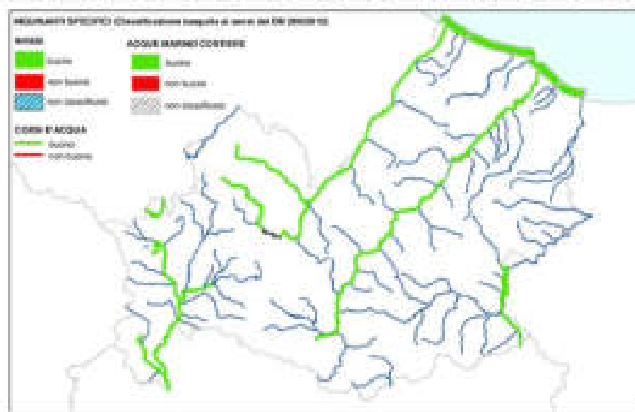 INQUINANTI SPECIFICI (Classificazione eseguita ai sensi del DM 260/2010)
INVASI
buono
non buono
non classificato
ACQUE MARINO COSTIERE
buono
non buono
non classificato
CORSI D'ACQUA
buono
non buono